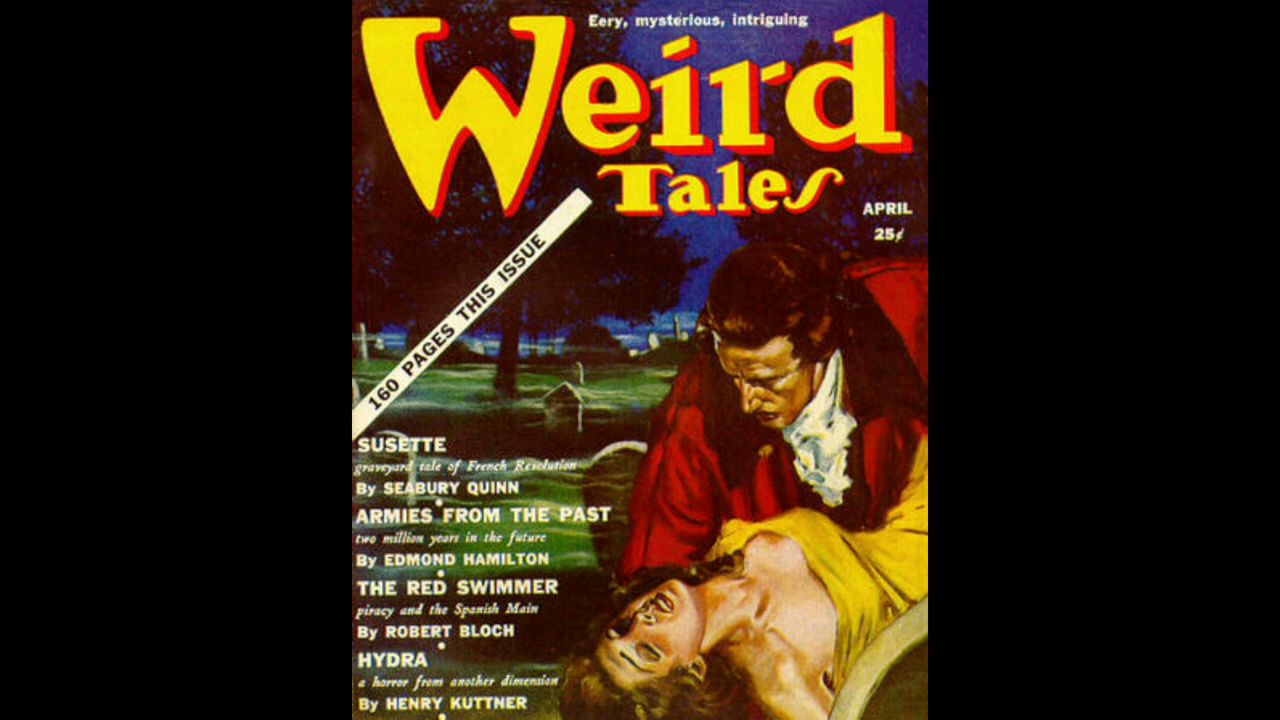 Eery, mysterious, intriguing
Weird
Tales
APRIL
25¢
160 PAGES THIS ISSUE
SUSETTE
graveyard tale of French Revolution
By SEABURY QUINN
ARMIES FROM THE PAST
two million years in the future
By EDMOND HAMILTON
THE RED SWIMMER
piracy and the Spanish Main
By ROBERT BLOCH
HYDRA
a horror from another dimension
By HENRY KUTTNER